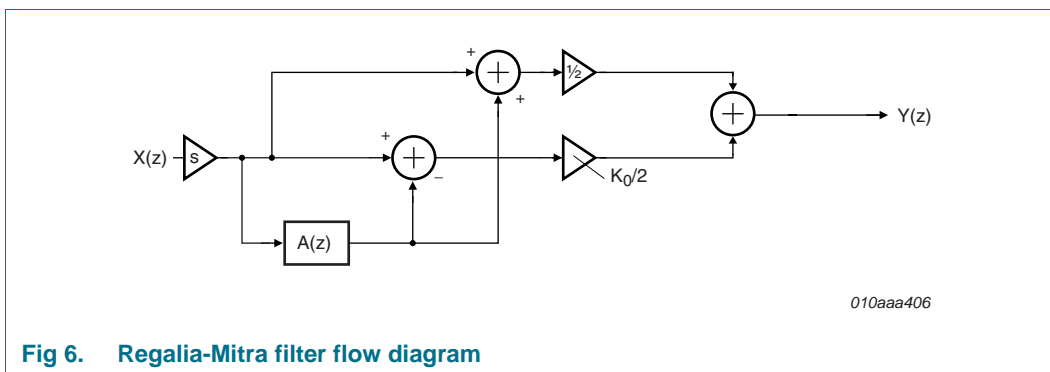 +
+
½
+
+
Y(z)
X(z)
s
+
+
−
K₀/2
A(z)
010aaa406
Fig 6. Regalia-Mitra filter flow diagram